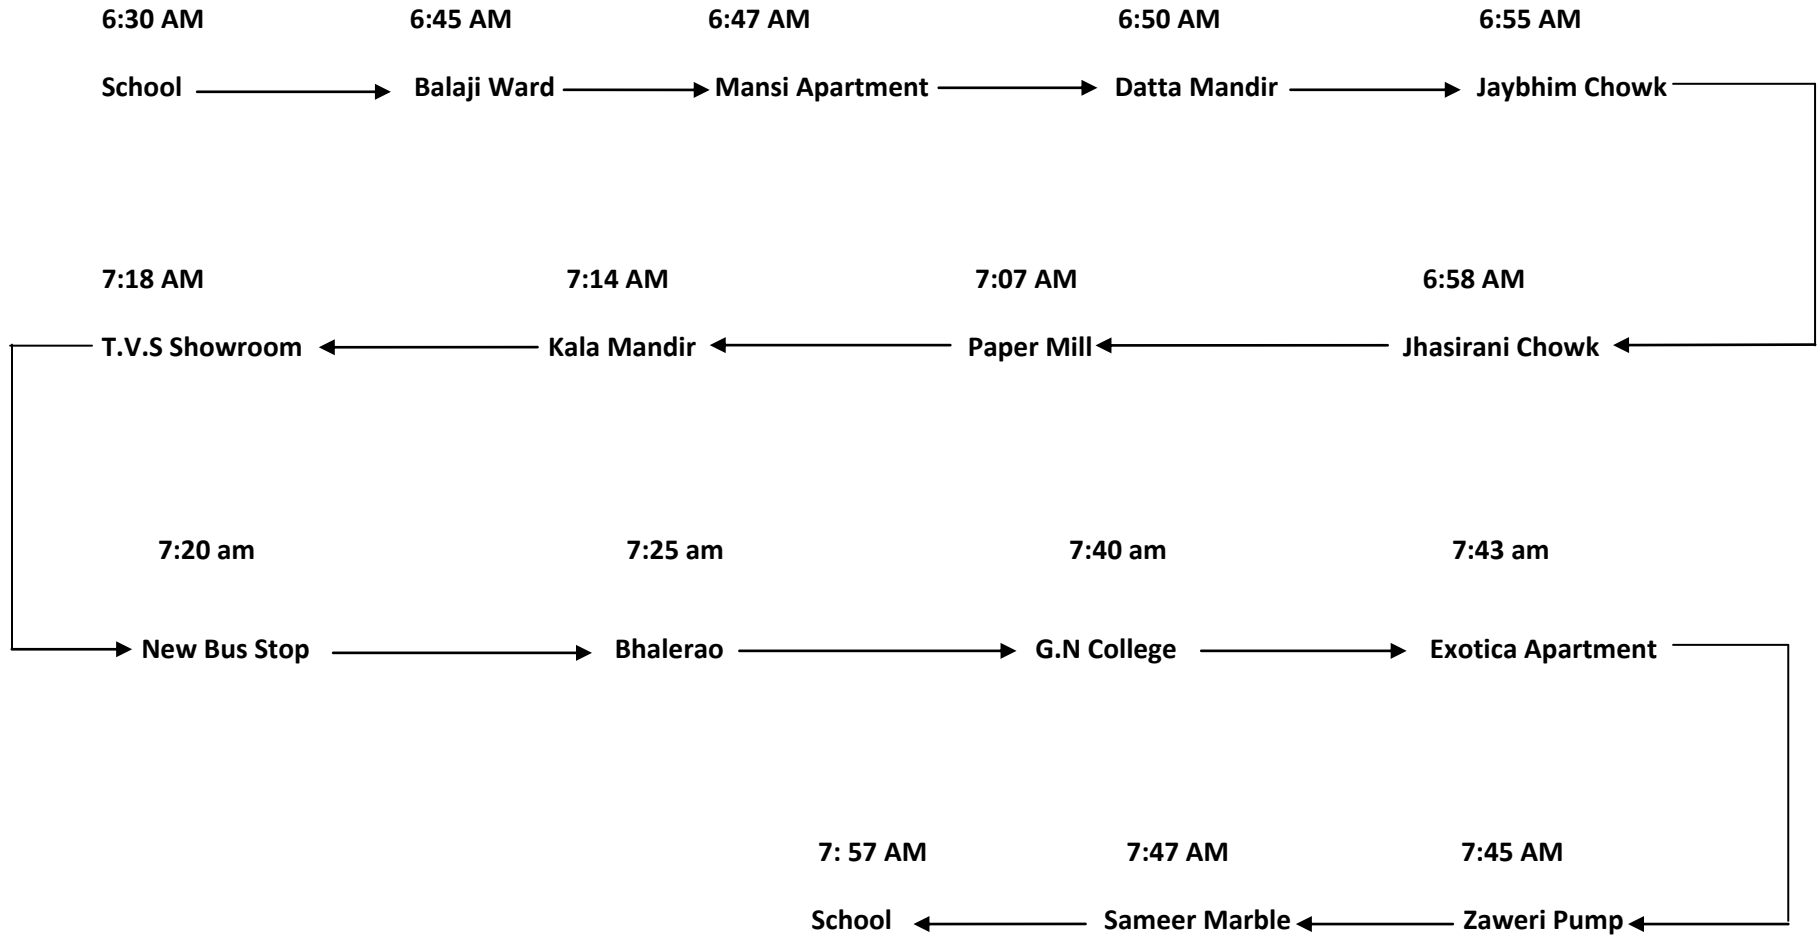 6:30 AM 6:45 AM 6:47 AM 6:50 AM 6:55 AM
School Balaji Ward Mansi Apartment Datta Mandir Jaybhim Chowk
7:18 AM 7:14 AM 7:07 AM 6:58 AM
T.V.S Showroom Kala Mandir Paper Mill Jhasirani Chowk
7:20 am 7:25 am 7:40 am 7:43 am
New Bus Stop Bhalerao G.N College Exotica Apartment
7: 57 AM 7:47 AM 7:45 AM
School Sameer Marble Zaweri Pump